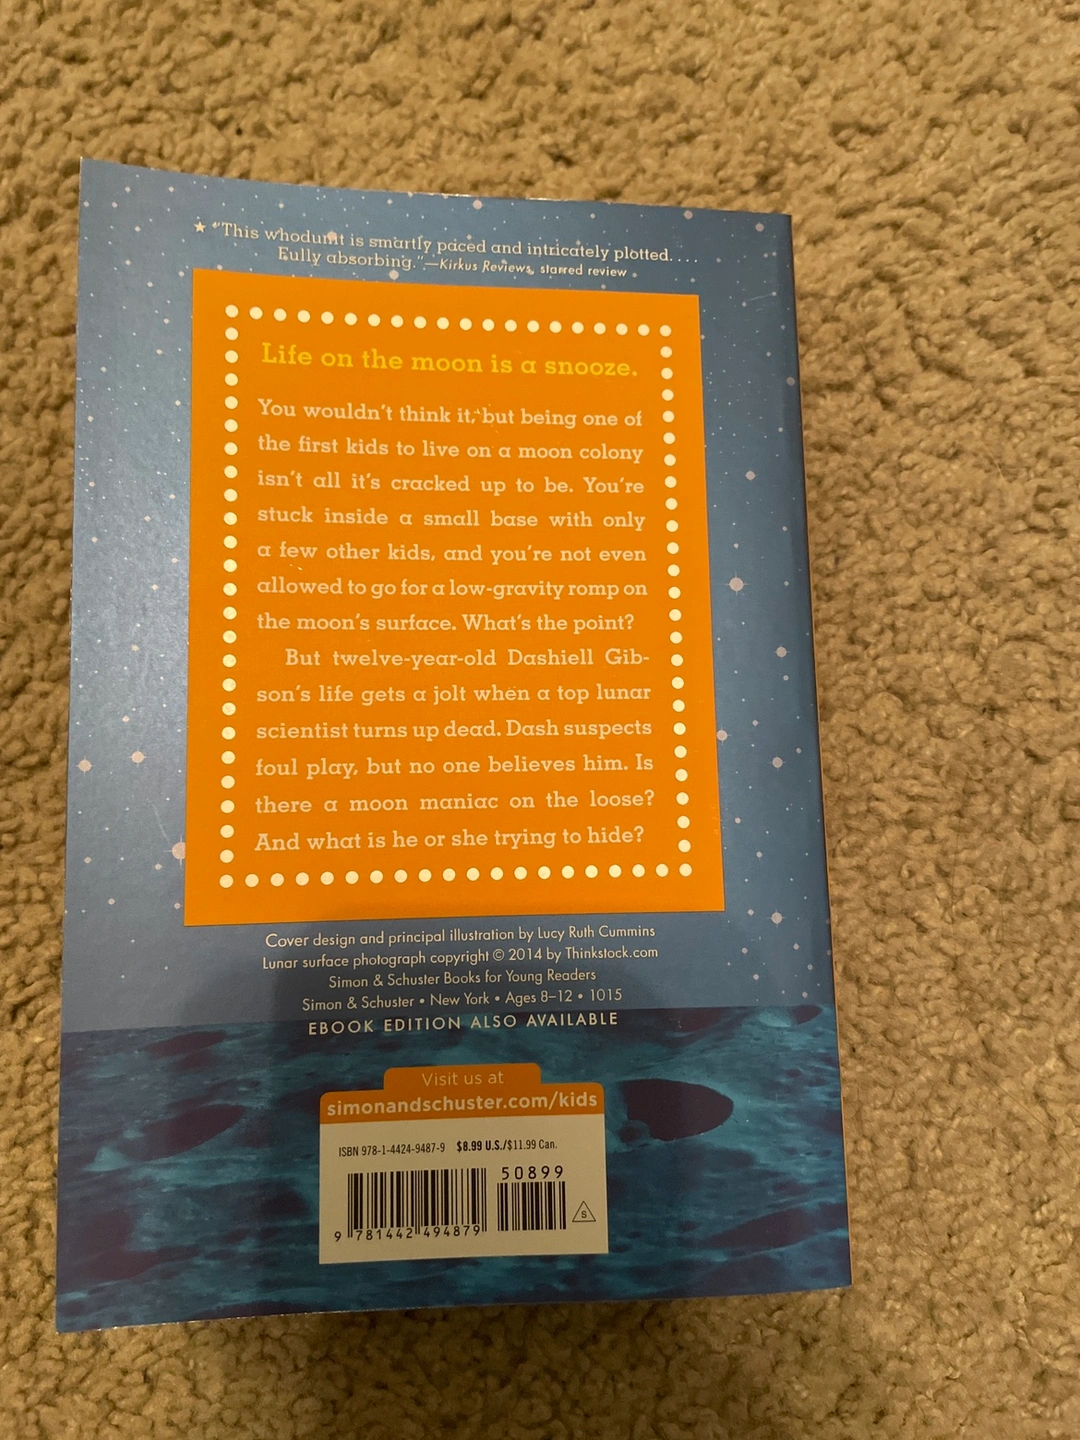 ★ "This whodunit is smartly paced and intricately plotted. . . .
Fully absorbing."—Kirkus Reviews, starred review
Life on the moon is a snooze.
You wouldn't think it, but being one of
the first kids to live on a moon colony
isn't all it's cracked up to be. You're
stuck inside a small base with only
a few other kids, and you're not even
allowed to go for a low-gravity romp on
the moon's surface. What's the point?
But twelve-year-old Dashiell Gib-
son's life gets a jolt when a top lunar
scientist turns up dead. Dash suspects
foul play, but no one believes him. Is
there a moon maniac on the loose?
And what is he or she trying to hide?
Cover design and principal illustration by Lucy Ruth Cummins
Lunar surface photograph copyright © 2014 by Thinkstock.com
Simon & Schuster Books for Young Readers
Simon & Schuster • New York • Ages 8–12 • 1015
EBOOK EDITION ALSO AVAILABLE
Visit us at
simonandschuster.com/kids
ISBN 978-1-4424-9487-9 $8.99 U.S./$11.99 Can.
50899
9 781442 494879
S